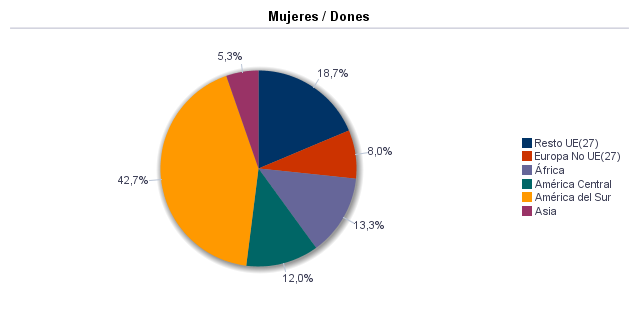 Mujeres / Dones
5,3%
18,7%
8,0%
42,7%
13,3%
12,0%
Resto UE(27)
Europa No UE(27)
África
América Central
América del Sur
Asia